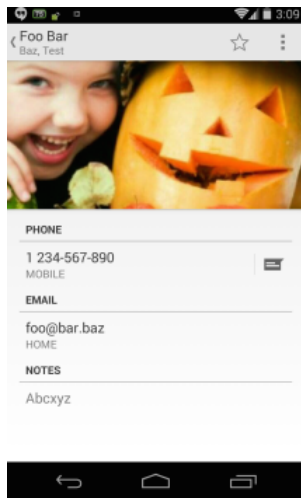 3:09
Foo Bar
Baz, Test
PHONE
1 234-567-890
MOBILE
EMAIL
foo@bar.baz
HOME
NOTES
Abcxyz